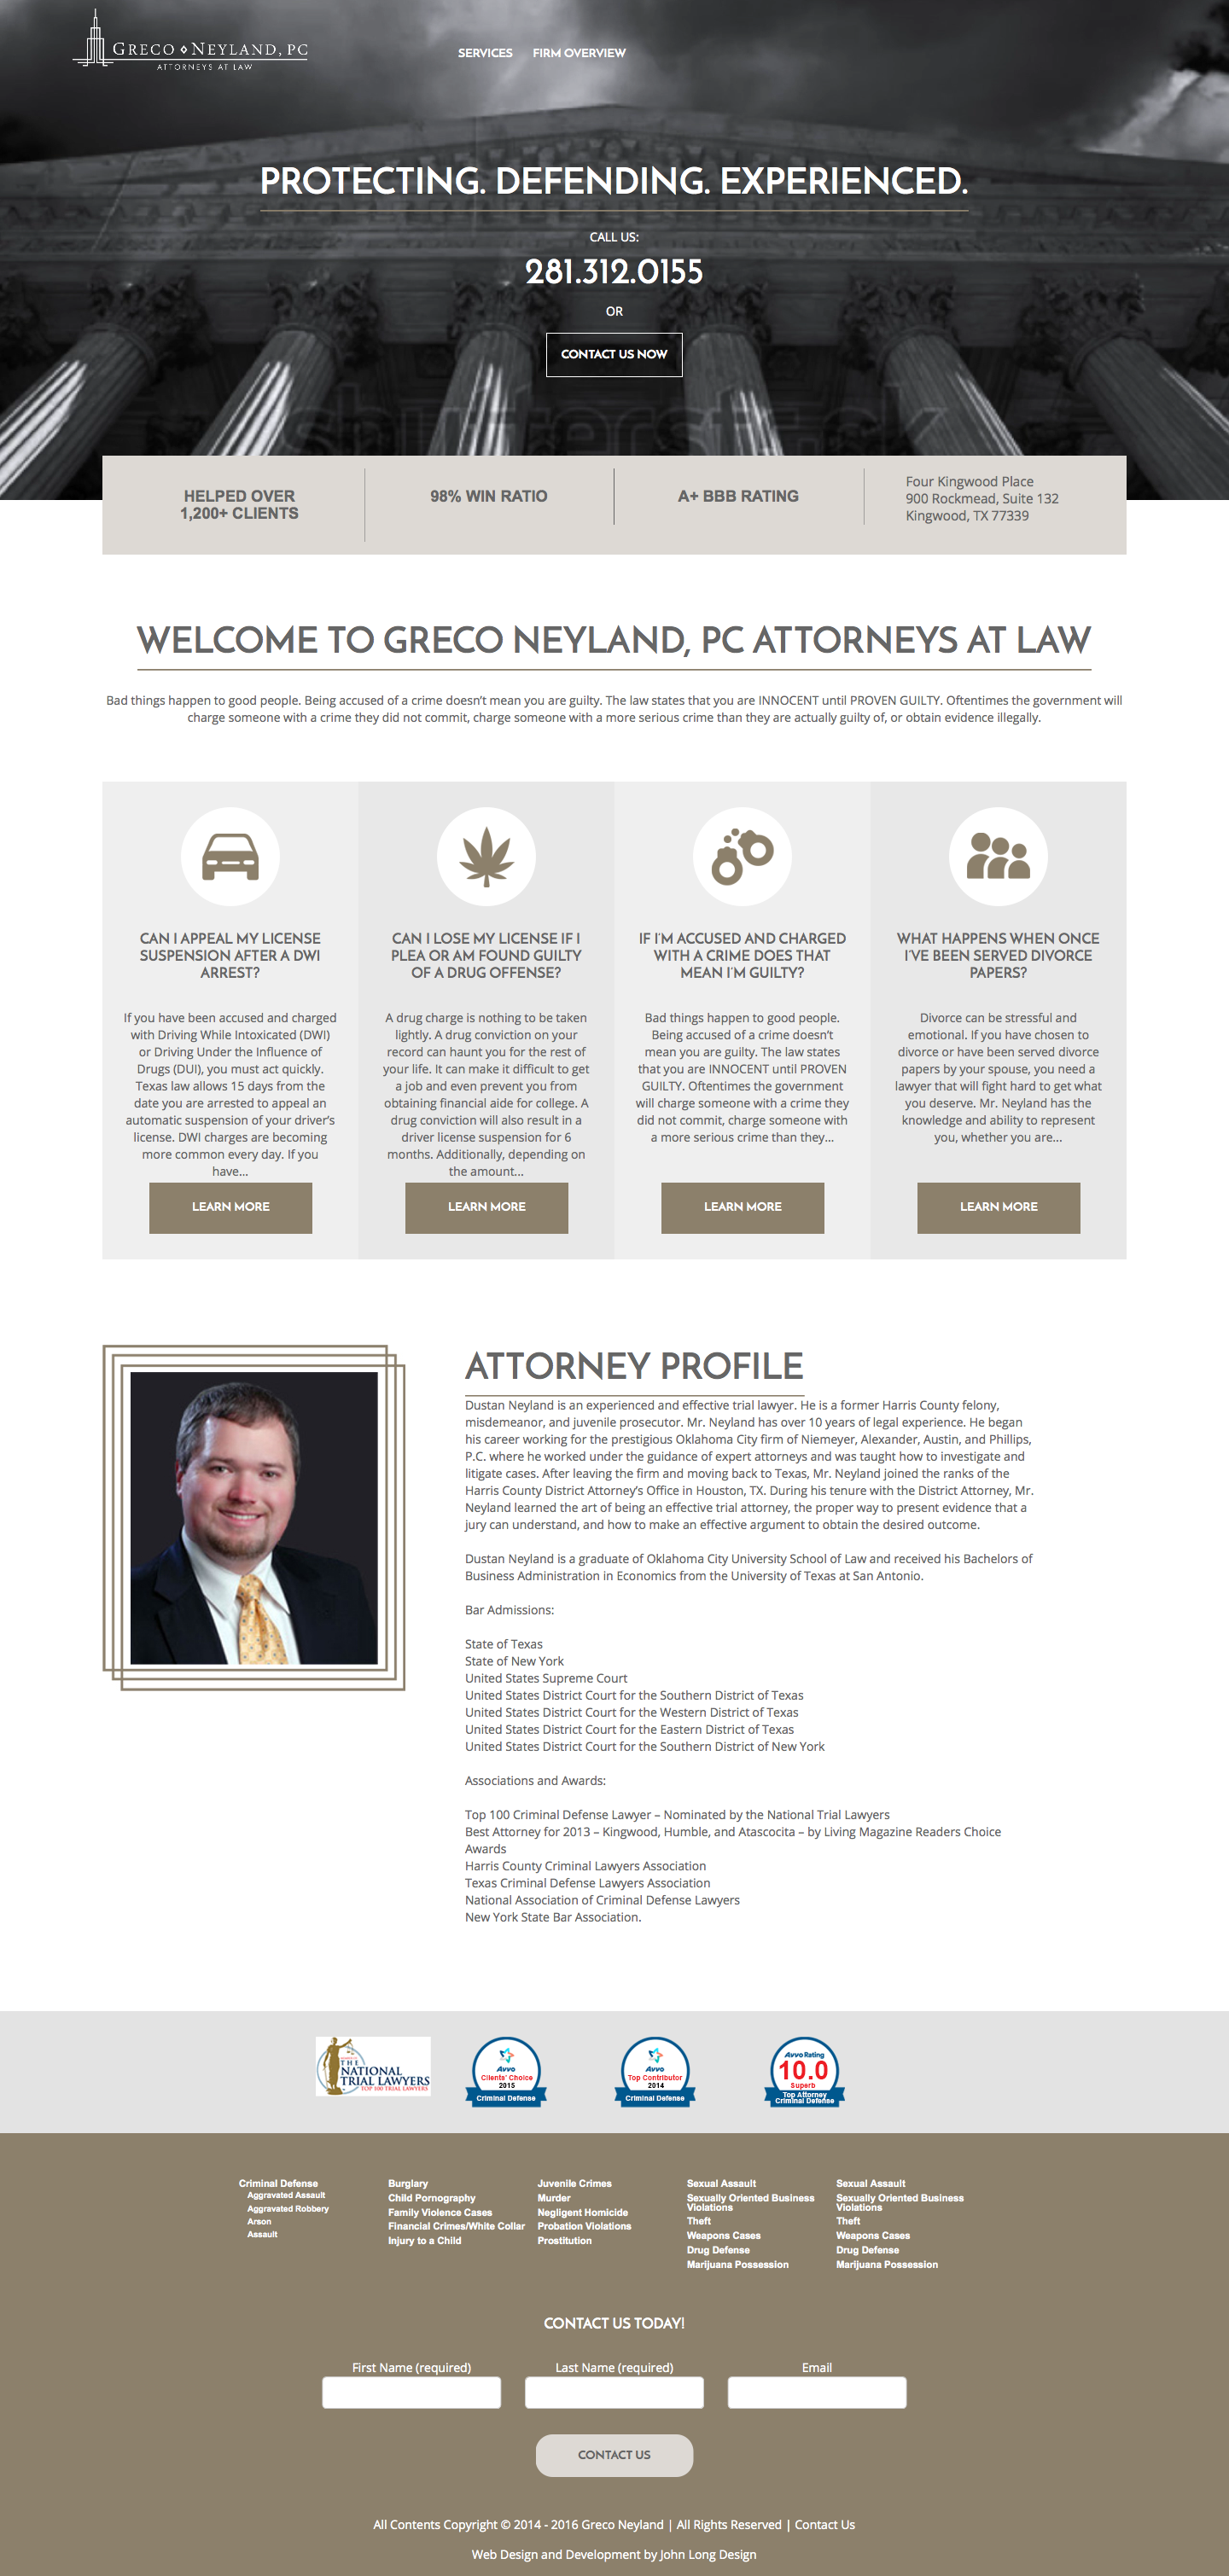 GRECO NEYLAND, PC
ATTORNEYS AT LAW
SERVICES FIRM OVERVIEW
PROTECTING. DEFENDING. EXPERIENCED.
CALL US:
281.312.0155
OR
CONTACT US NOW
HELPED OVER
1,200+ CLIENTS
98% WIN RATIO
A+ BBB RATING
Four Kingwood Place
900 Rockmead, Suite 132
Kingwood, TX 77339
WELCOME TO GRECO NEYLAND, PC ATTORNEYS AT LAW
Bad things happen to good people. Being accused of a crime doesn't mean you are guilty. The law states that you are INNOCENT until PROVEN GUILTY. Oftentimes the government will
charge someone with a crime they did not commit, charge someone with a more serious crime than they are actually guilty of, or obtain evidence illegally.
CAN I APPEAL MY LICENSE
SUSPENSION AFTER A DWI
ARREST?
If you have been accused and charged
with Driving While Intoxicated (DWI)
or Driving Under the Influence of
Drugs (DUI), you must act quickly.
Texas law allows 15 days from the
date you are arrested to appeal an
automatic suspension of your driver's
license. DWI charges are becoming
more common every day. If you
have...
LEARN MORE
CAN I LOSE MY LICENSE IF I
PLEA OR AM FOUND GUILTY
OF A DRUG OFFENSE?
A drug charge is nothing to be taken
lightly. A drug conviction on your
record can haunt you for the rest of
your life. It can make it difficult to get
a job and even prevent you from
obtaining financial aide for college. A
drug conviction will also result in a
driver license suspension for 6
months. Additionally, depending on
the amount...
LEARN MORE
IF I'M ACCUSED AND CHARGED
WITH A CRIME DOES THAT
MEAN I'M GUILTY?
Bad things happen to good people.
Being accused of a crime doesn't
mean you are guilty. The law states
that you are INNOCENT until PROVEN
GUILTY. Oftentimes the government
will charge someone with a crime they
did not commit, charge someone with
a more serious crime than they...
LEARN MORE
WHAT HAPPENS WHEN ONCE
I'VE BEEN SERVED DIVORCE
PAPERS?
Divorce can be stressful and
emotional. If you have chosen to
divorce or have been served divorce
papers by your spouse, you need a
lawyer that will fight hard to get what
you deserve. Mr. Neyland has the
knowledge and ability to represent
you, whether you are...
LEARN MORE
ATTORNEY PROFILE
Dustan Neyland is an experienced and effective trial lawyer. He is a former Harris County felony,
misdemeanor, and juvenile prosecutor. Mr. Neyland has over 10 years of legal experience. He began
his career working for the prestigious Oklahoma City firm of Niemeyer, Alexander, Austin, and Phillips,
P.C. where he worked under the guidance of expert attorneys and was taught how to investigate and
litigate cases. After leaving the firm and moving back to Texas, Mr. Neyland joined the ranks of the
Harris County District Attorney's Office in Houston, TX. During his tenure with the District Attorney, Mr.
Neyland learned the art of being an effective trial attorney, the proper way to present evidence that a
jury can understand, and how to make an effective argument to obtain the desired outcome.
Dustan Neyland is a graduate of Oklahoma City University School of Law and received his Bachelors of
Business Administration in Economics from the University of Texas at San Antonio.
Bar Admissions:
State of Texas
State of New York
United States Supreme Court
United States District Court for the Southern District of Texas
United States District Court for the Western District of Texas
United States District Court for the Eastern District of Texas
United States District Court for the Southern District of New York
Associations and Awards:
Top 100 Criminal Defense Lawyer – Nominated by the National Trial Lawyers
Best Attorney for 2013 – Kingwood, Humble, and Atascocita – by Living Magazine Readers Choice
Awards
Harris County Criminal Lawyers Association
Texas Criminal Defense Lawyers Association
National Association of Criminal Defense Lawyers
New York State Bar Association.
THE
NATIONAL
TRIAL LAWYERS
TOP 100 TRIAL LAWYERS
Avvo
Clients' Choice
2015
Criminal Defense
Avvo
Top Contributor
2014
Criminal Defense
Avvo Rating
10.0
Superb
Top Attorney
Criminal Defense
Criminal Defense
Aggravated Assault
Aggravated Robbery
Arson
Assault
Burglary
Child Pornography
Family Violence Cases
Financial Crimes/White Collar
Injury to a Child
Juvenile Crimes
Murder
Negligent Homicide
Probation Violations
Prostitution
Sexual Assault
Sexually Oriented Business
Violations
Theft
Weapons Cases
Drug Defense
Marijuana Possession
Sexual Assault
Sexually Oriented Business
Violations
Theft
Weapons Cases
Drug Defense
Marijuana Possession
CONTACT US TODAY!
First Name (required) Last Name (required) Email
CONTACT US
All Contents Copyright © 2014 - 2016 Greco Neyland | All Rights Reserved | Contact Us
Web Design and Development by John Long Design